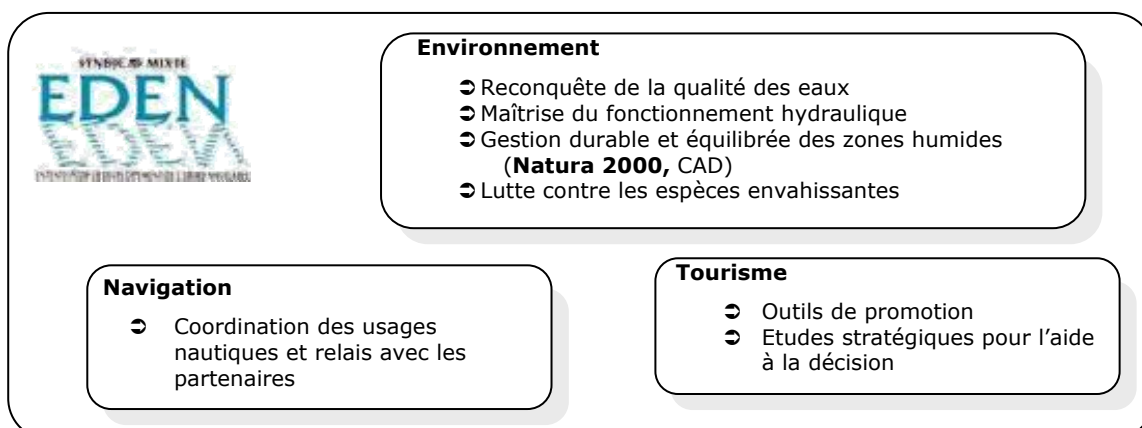 SYNDICAT MIXTE
EDEN
Environnement
➲ Reconquête de la qualité des eaux
➲ Maîtrise du fonctionnement hydraulique
➲ Gestion durable et équilibrée des zones humides
(Natura 2000, CAD)
➲ Lutte contre les espèces envahissantes
Navigation
➲ Coordination des usages
nautiques et relais avec les
partenaires
Tourisme
➲ Outils de promotion
➲ Etudes stratégiques pour l’aide
à la décision